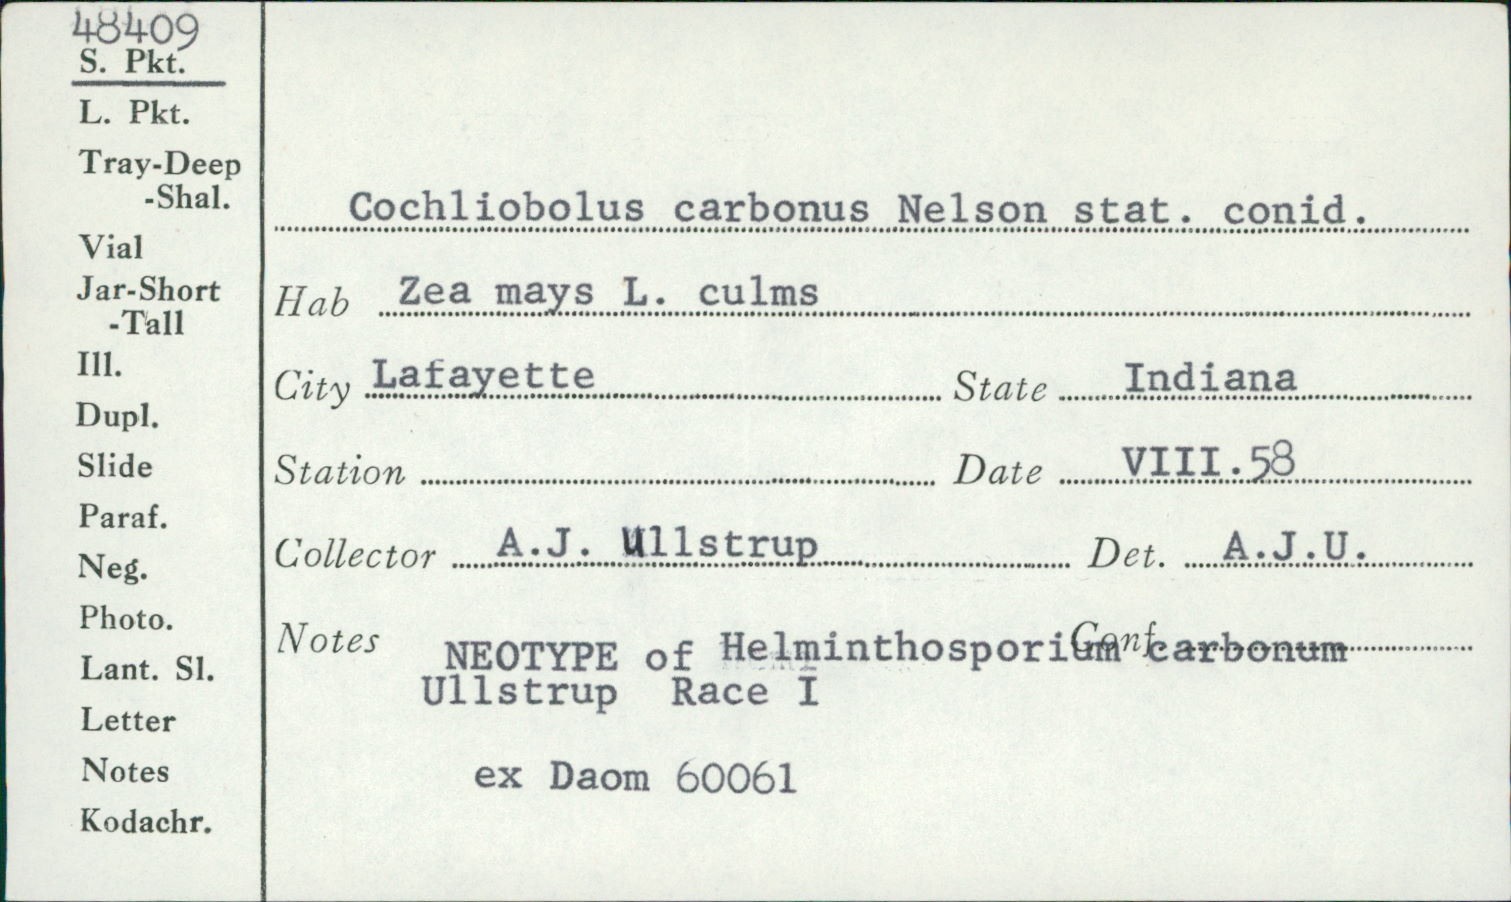 48409
S. Pkt.
L. Pkt.
Tray-Deep
-Shal.
Vial
Jar-Short
-Tall
Ill.
Dupl.
Slide
Paraf.
Neg.
Photo.
Lant. Sl.
Letter
Notes
Kodachr.
Cochliobolus carbonus Nelson stat. conid.
Hab Zea mays L. culms
City Lafayette State Indiana
Station Date VIII.58
Collector A.J. Ullstrup Det. A.J.U.
Notes Conf.
NEOTYPE of Helminthosporium carbonum
Ullstrup Race I
ex Daom 60061